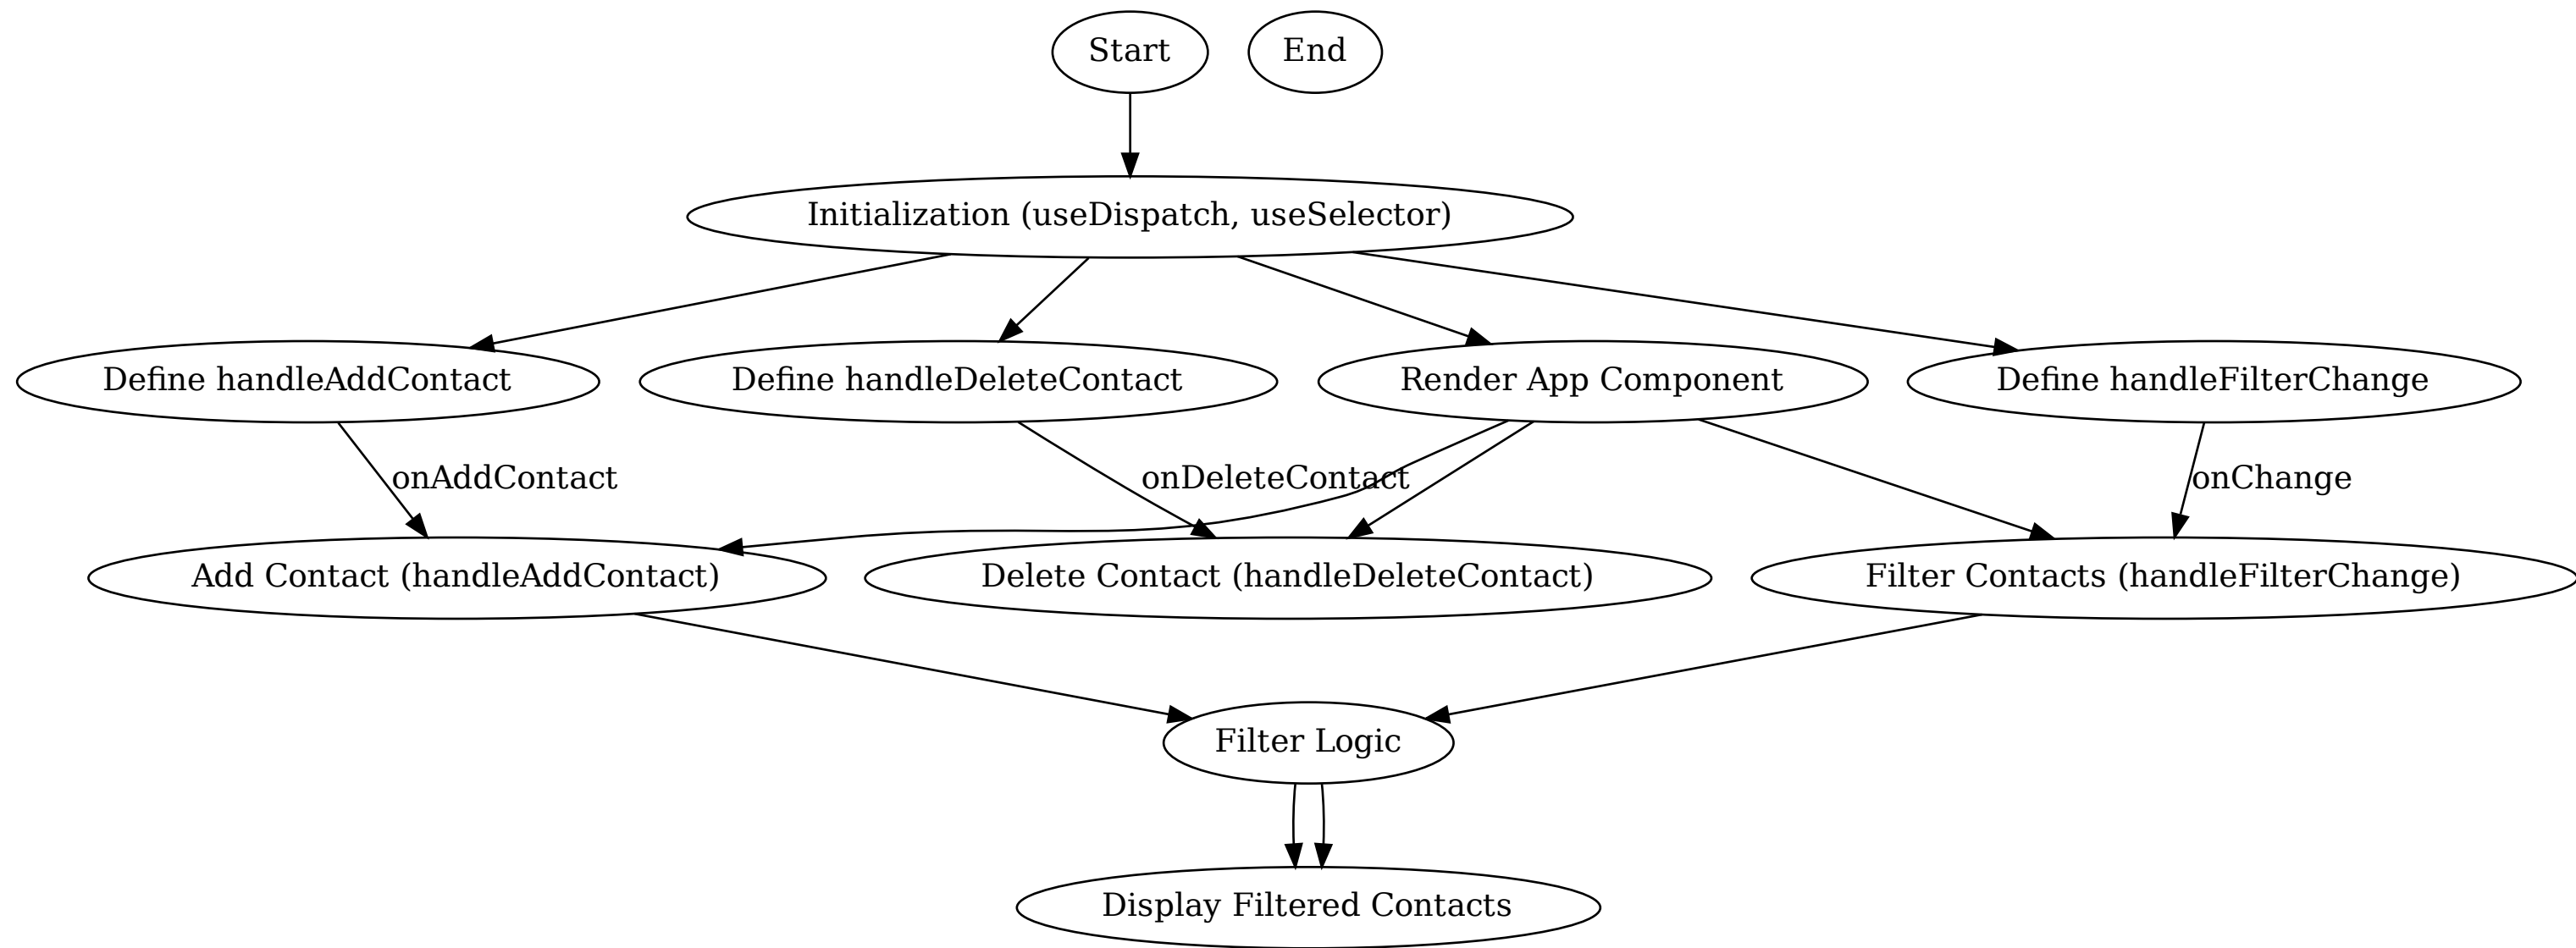 Start
End
Initialization (useDispatch, useSelector)
Define handleAddContact
Define handleDeleteContact
Render App Component
Define handleFilterChange
onAddContact
onDeleteContact
onChange
Add Contact (handleAddContact)
Delete Contact (handleDeleteContact)
Filter Contacts (handleFilterChange)
Filter Logic
Display Filtered Contacts